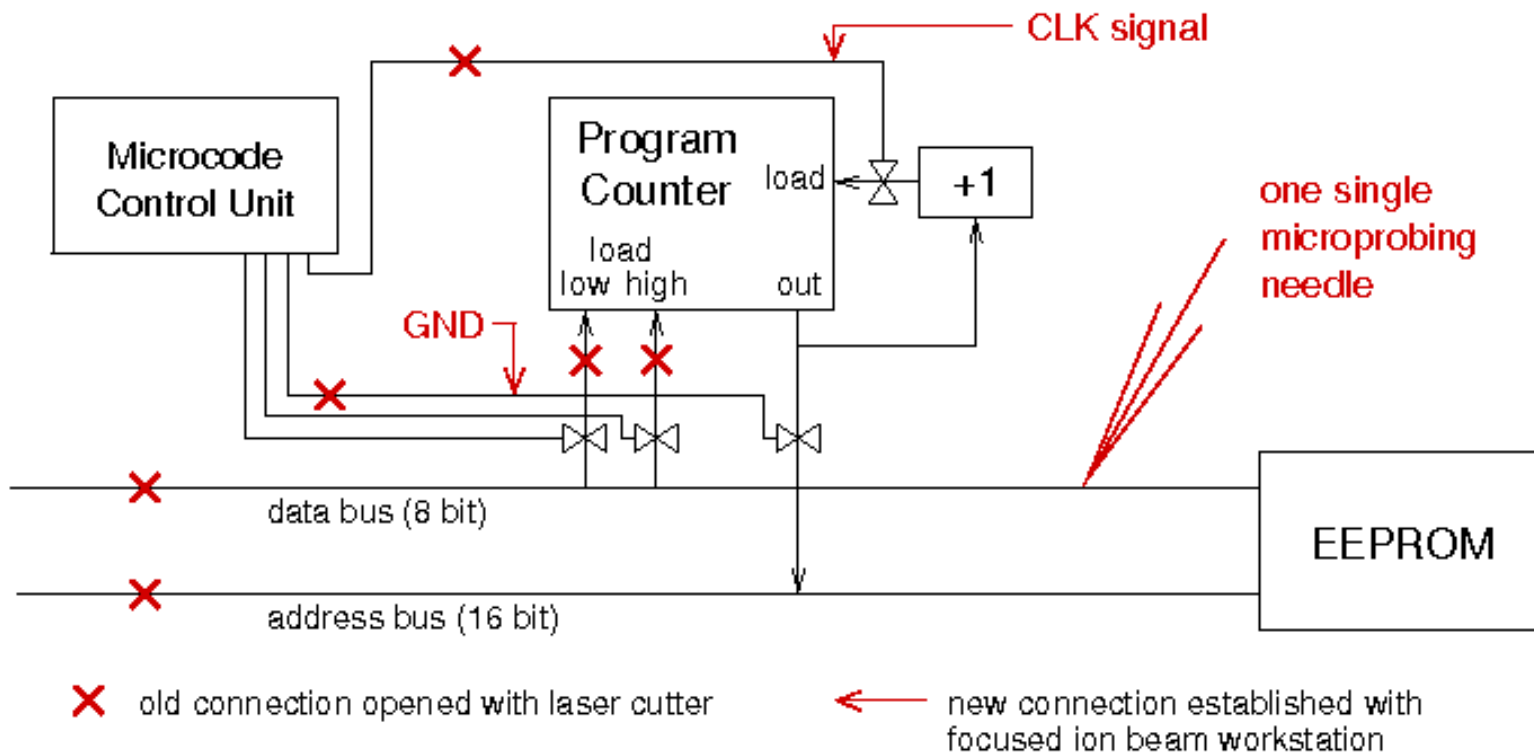 CLK signal
Microcode
Control Unit
Program
Counter
load
+1
load
low high
out
GND
one single
microprobing
needle
data bus (8 bit)
EEPROM
address bus (16 bit)
old connection opened with laser cutter
new connection established with
focused ion beam workstation